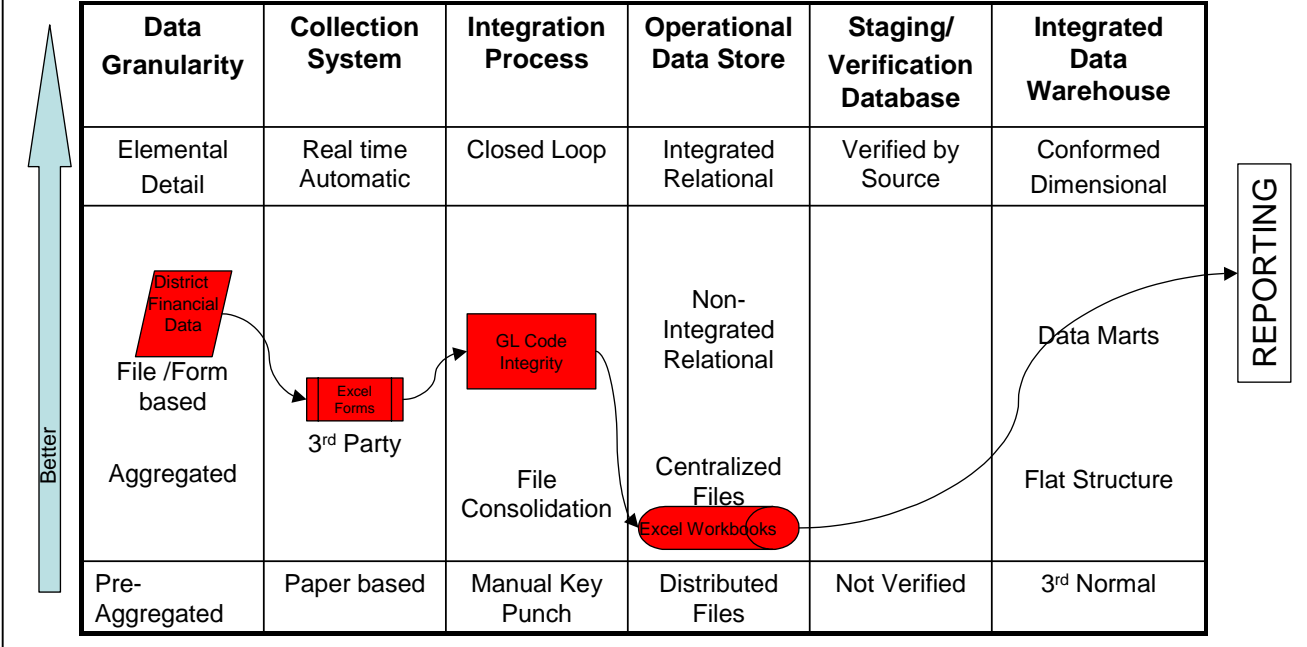 Data
Granularity
Collection
System
Integration
Process
Operational
Data Store
Staging/
Verification
Database
Integrated
Data
Warehouse
Elemental
Detail
Real time
Automatic
Closed Loop
Integrated
Relational
Verified by
Source
Conformed
Dimensional
District
Financial
Data
File /Form
based
Aggregated
Excel
Forms
3rd Party
GL Code
Integrity
File
Consolidation
Non-
Integrated
Relational
Centralized
Files
Excel Workbooks
Data Marts
Flat Structure
Pre-
Aggregated
Paper based
Manual Key
Punch
Distributed
Files
Not Verified
3rd Normal
Better
REPORTING